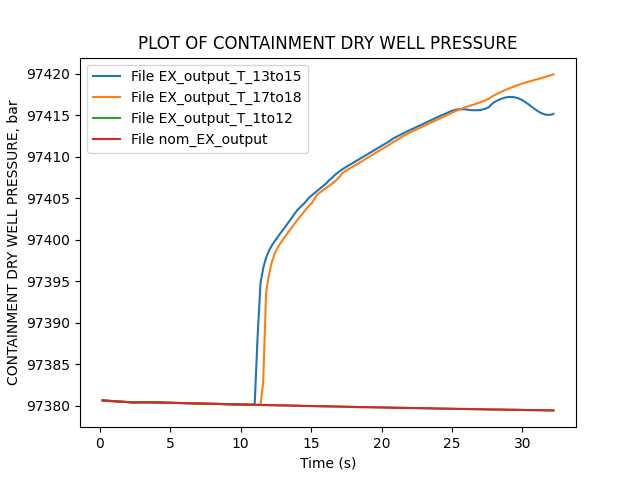 PLOT OF CONTAINMENT DRY WELL PRESSURE
File EX_output_T_13to15
File EX_output_T_17to18
File EX_output_T_1to12
File nom_EX_output
CONTAINMENT DRY WELL PRESSURE, bar
97420
97415
97410
97405
97400
97395
97390
97385
97380
0 5 10 15 20 25 30
Time (s)